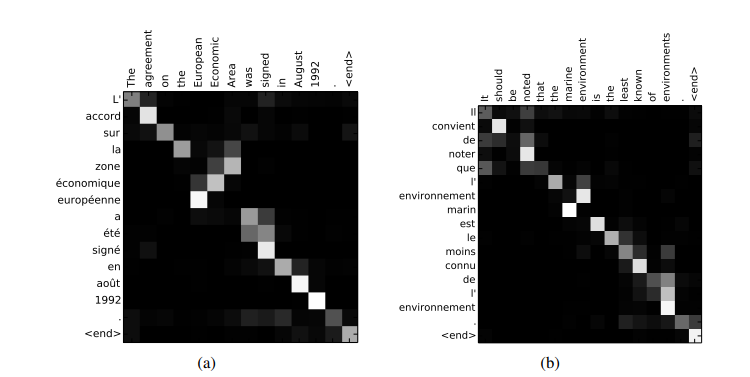 The
agreement
on
the
European
Economic
Area
was
signed
in
August
1992
.
<end>
L'
accord
sur
la
zone
économique
européenne
a
été
signé
en
août
1992
.
<end>
(a)
It
should
be
noted
that
the
marine
environment
is
the
least
known
of
environments
.
<end>
Il
convient
de
noter
que
l'
environnement
marin
est
le
moins
connu
de
l'
environnement
.
<end>
(b)